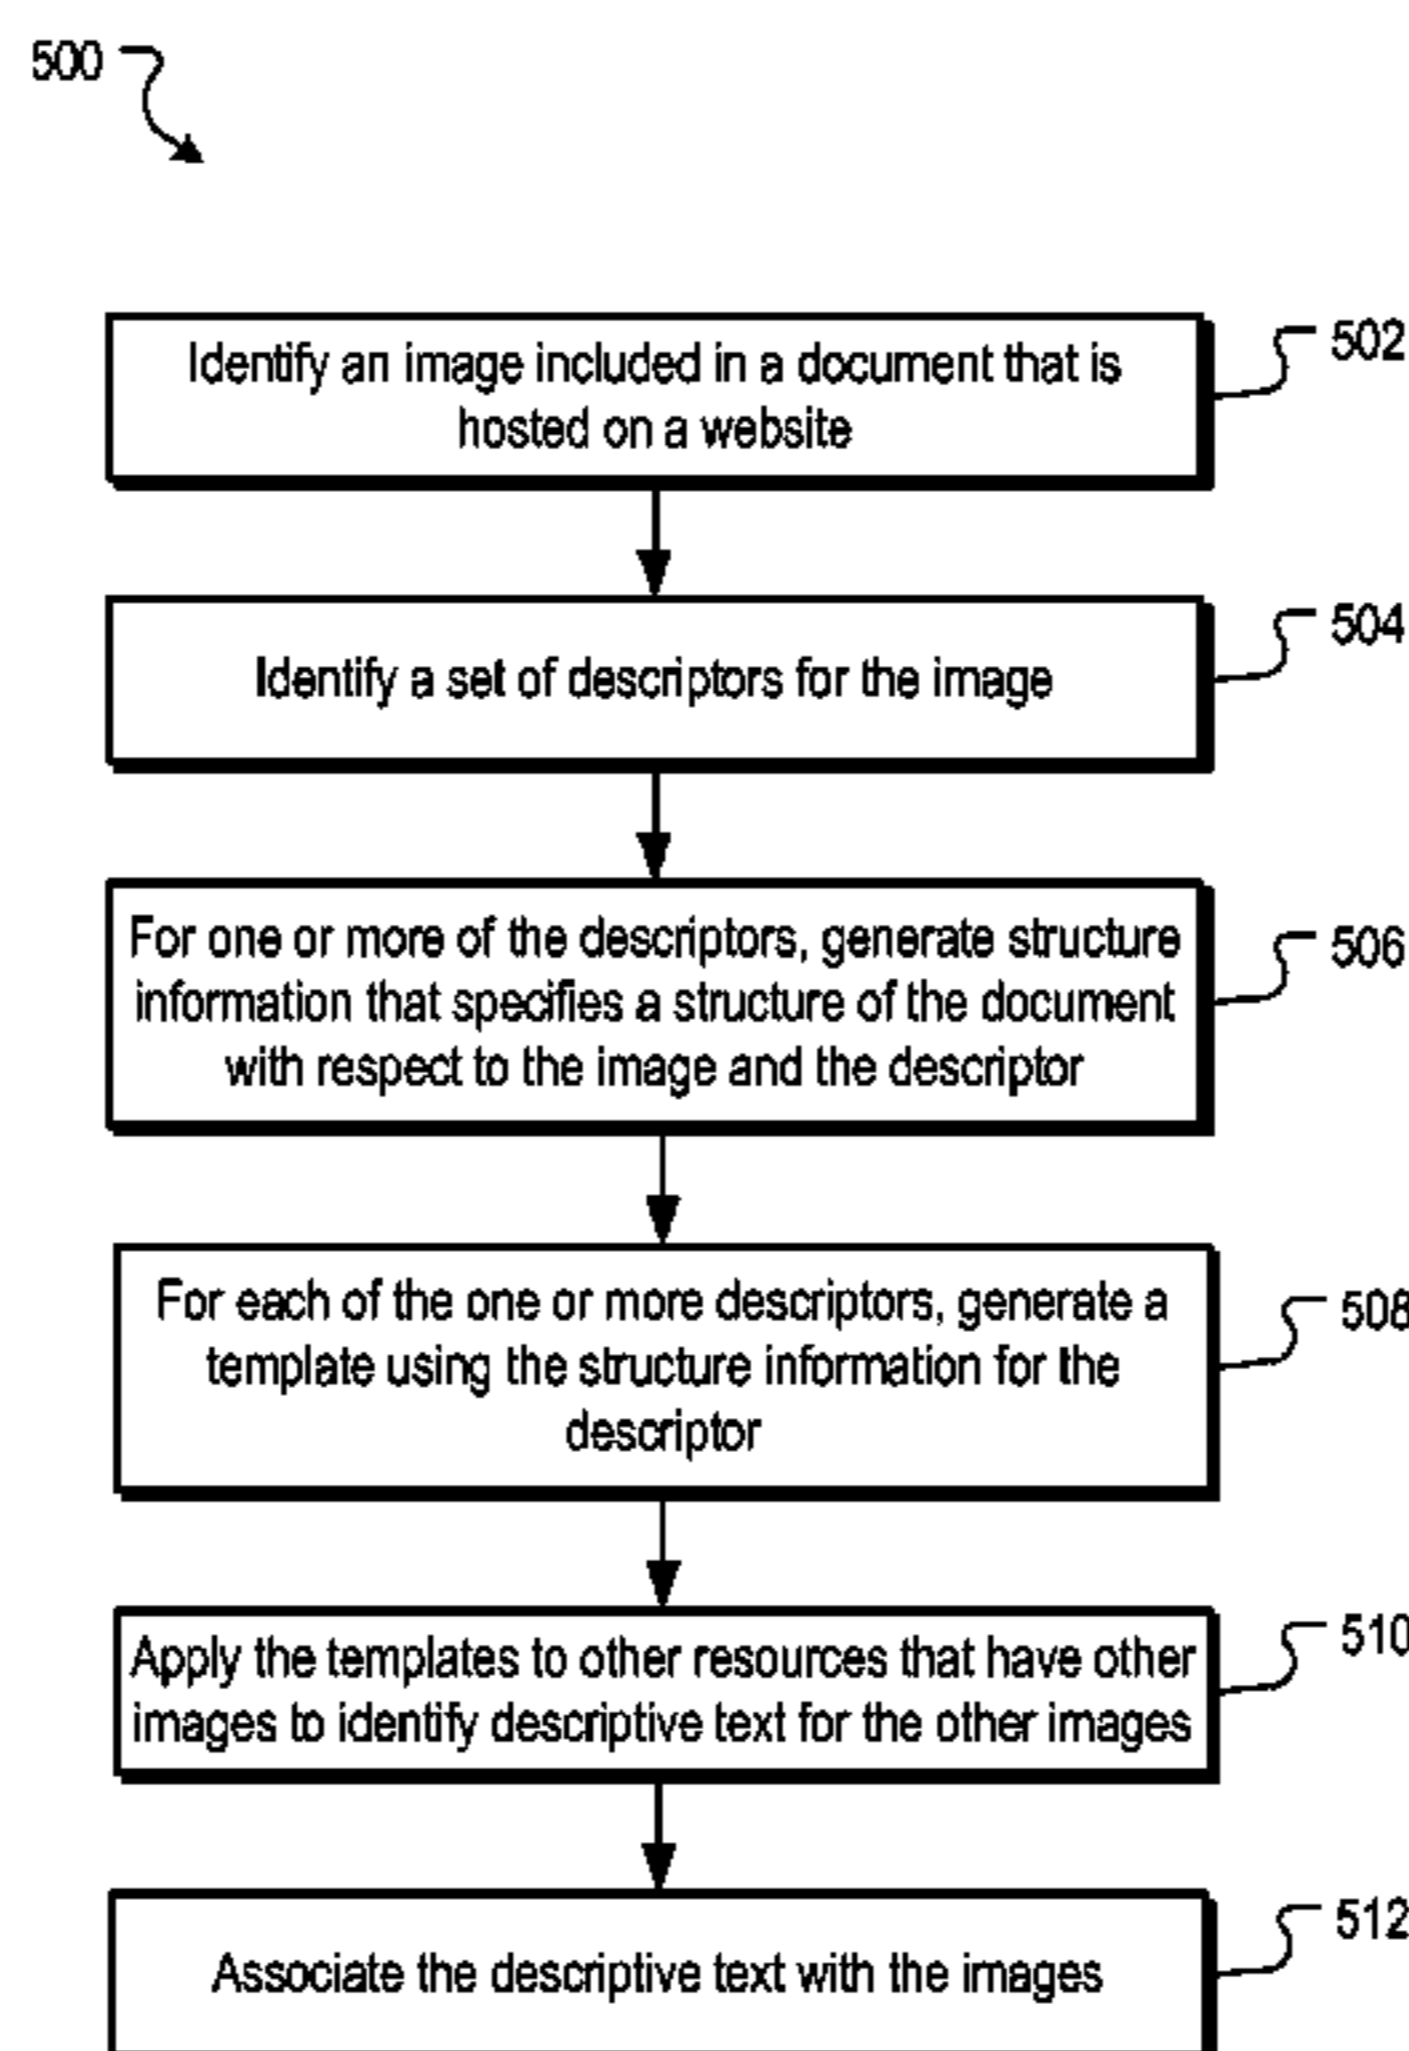 500
Identify an image included in a document that is
hosted on a website
502
Identify a set of descriptors for the image
504
For one or more of the descriptors, generate structure
information that specifies a structure of the document
with respect to the image and the descriptor
506
For each of the one or more descriptors, generate a
template using the structure information for the
descriptor
508
Apply the templates to other resources that have other
images to identify descriptive text for the other images
510
Associate the descriptive text with the images
512